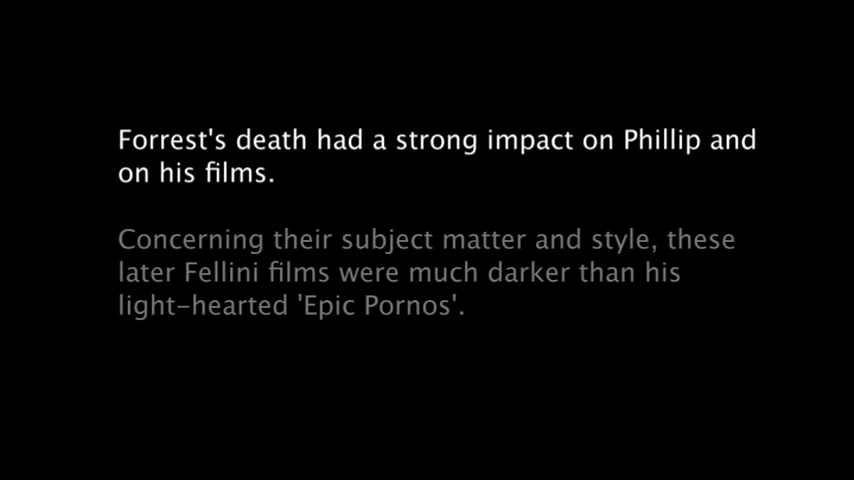 Forrest's death had a strong impact on Phillip and
on his films.
Concerning their subject matter and style, these
later Fellini films were much darker than his
light-hearted 'Epic Pornos'.